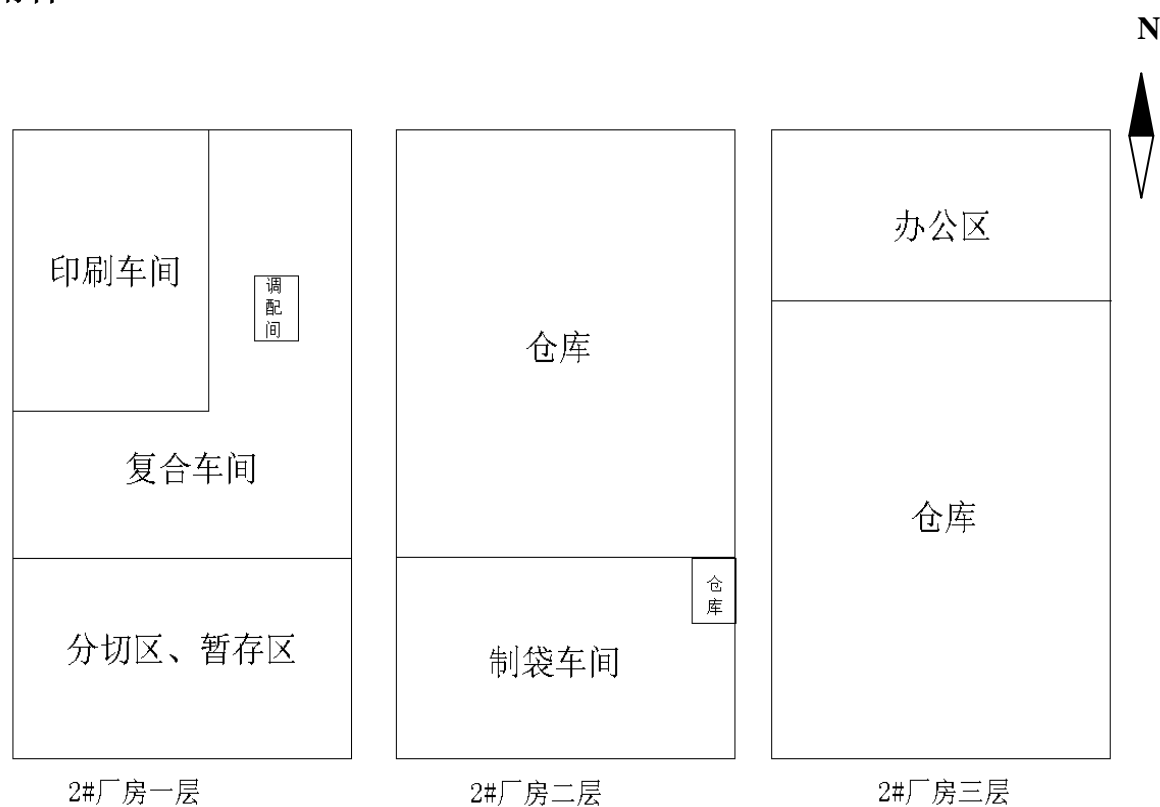 N
印刷车间
调
配
间
复合车间
分切区、暂存区
2#厂房一层
仓库
仓
库
制袋车间
2#厂房二层
办公区
仓库
2#厂房三层